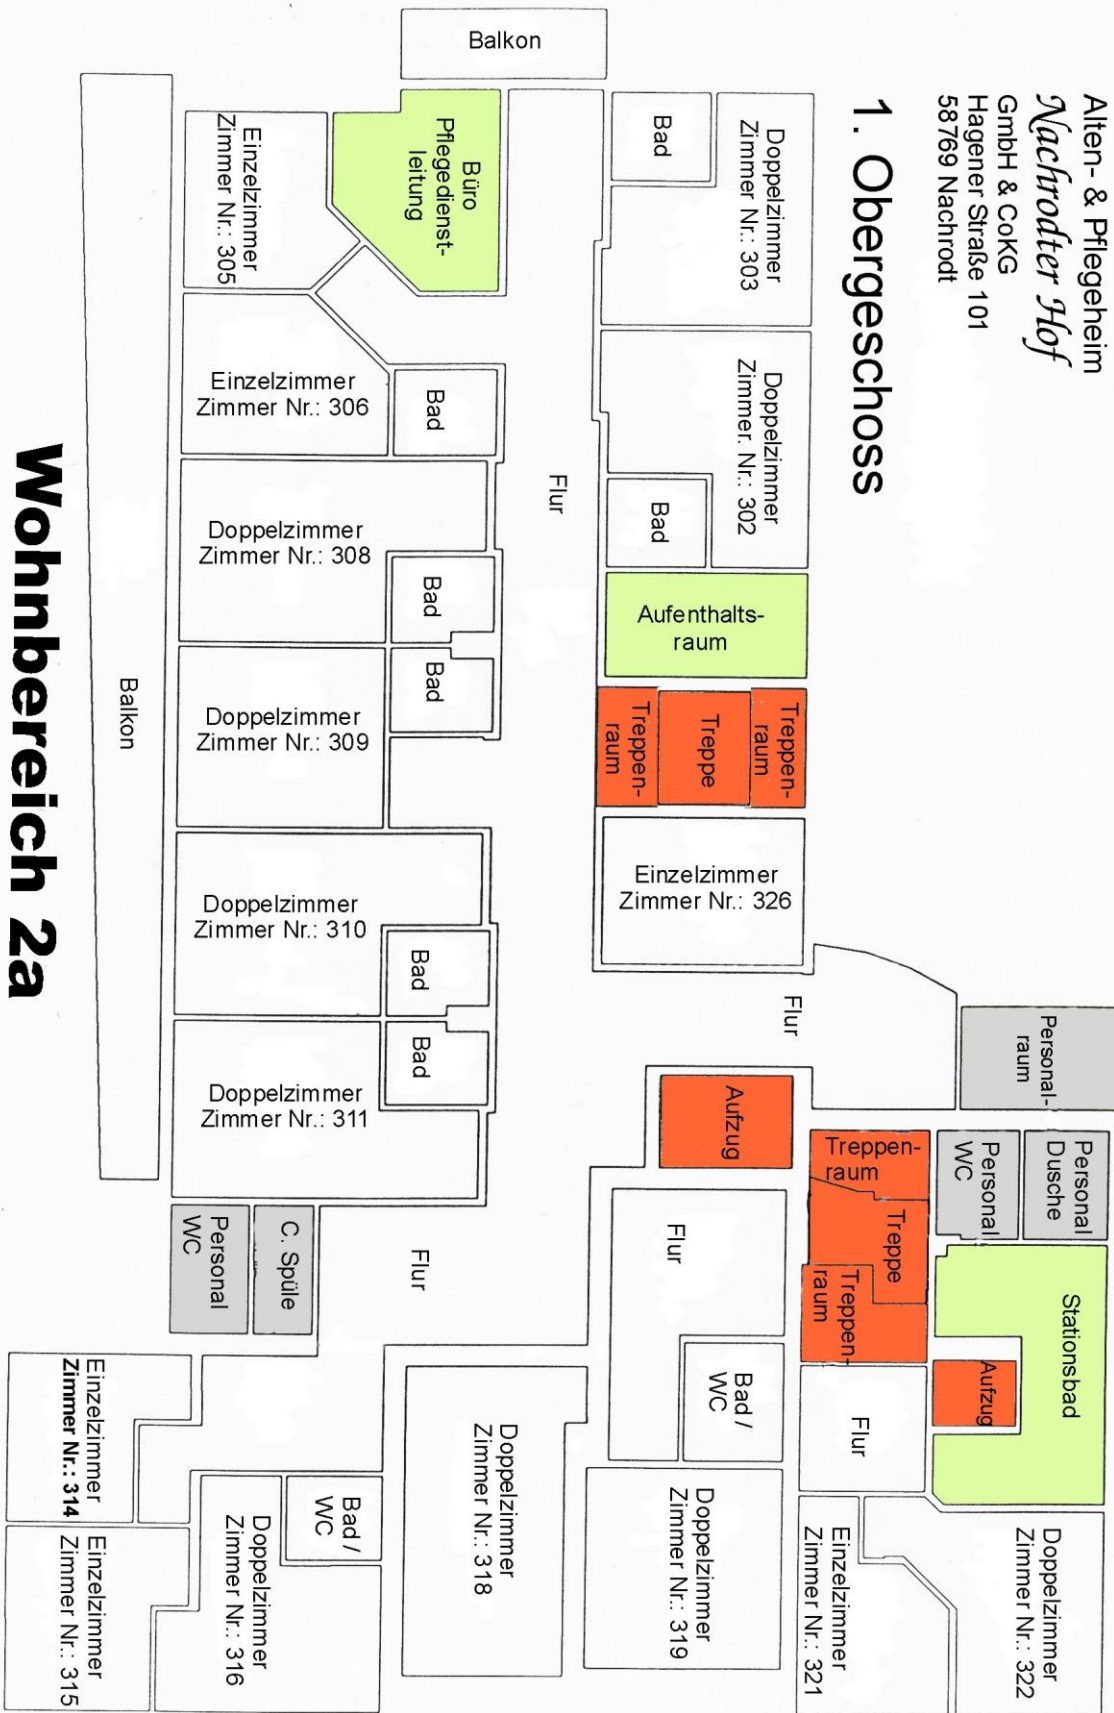 Alten- & Pflegeheim
Nachrodter Hof
GmbH & CoKG
Hagener Straße 101
58769 Nachrodt
1. Obergeschoss
Balkon
Doppelzimmer
Zimmer Nr.: 303
Bad
Büro
Pflegedienst-
leitung
Einzelzimmer
Zimmer Nr.: 305
Doppelzimmer
Zimmer. Nr.: 302
Bad
Einzelzimmer
Zimmer Nr.: 306
Bad
Flur
Doppelzimmer
Zimmer Nr.: 308
Bad
Aufenthalts-
raum
Doppelzimmer
Zimmer Nr.: 309
Bad
Treppen-
raum
Treppe
Treppen-
raum
Balkon
Einzelzimmer
Zimmer Nr.: 326
Doppelzimmer
Zimmer Nr.: 310
Bad
Flur
Personal-
raum
Doppelzimmer
Zimmer Nr.: 311
Bad
Aufzug
Treppen-
raum
Treppe
Treppen-
raum
Personal
WC
Personal
Dusche
Personal
WC
C. Spüle
Flur
Flur
Stationsbad
Aufzug
Flur
Bad /
WC
Einzelzimmer
Zimmer Nr.: 314
Einzelzimmer
Zimmer Nr.: 315
Doppelzimmer
Zimmer Nr.: 316
Bad /
WC
Doppelzimmer
Zimmer Nr.: 318
Doppelzimmer
Zimmer Nr.: 319
Einzelzimmer
Zimmer Nr.: 321
Doppelzimmer
Zimmer Nr.: 322
Wohnbereich 2a